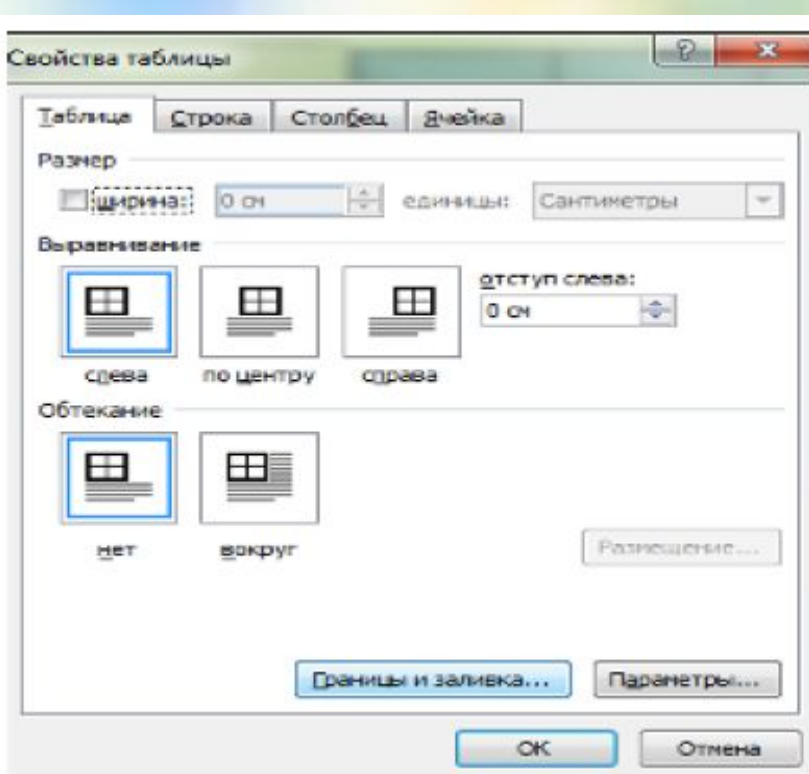 Свойства таблицы
Таблица Строка Столбец Ячейка
Размер
ширина: 0 см единицы: Сантиметры
Выравнивание
отступ слева:
0 см
слева по центру справа
Обтекание
нет вокруг
Размещение...
Границы и заливка... Параметры...
ОК Отмена